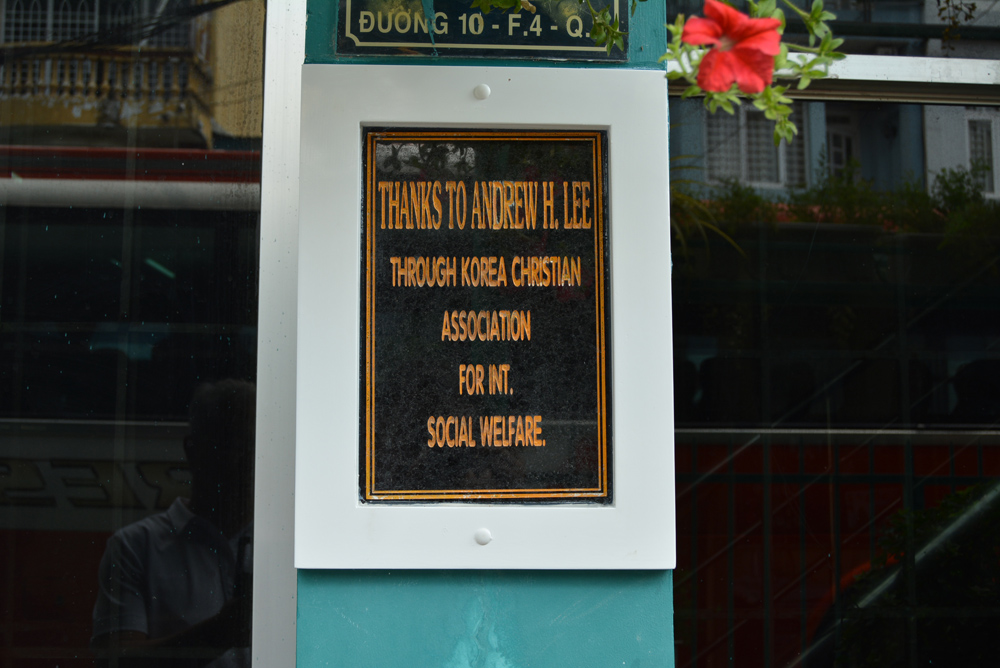 ĐƯỜNG 10 - F.4 - Q.
THANKS TO ANDREW H. LEE
THROUGH KOREA CHRISTIAN
ASSOCIATION
FOR INT.
SOCIAL WELFARE.